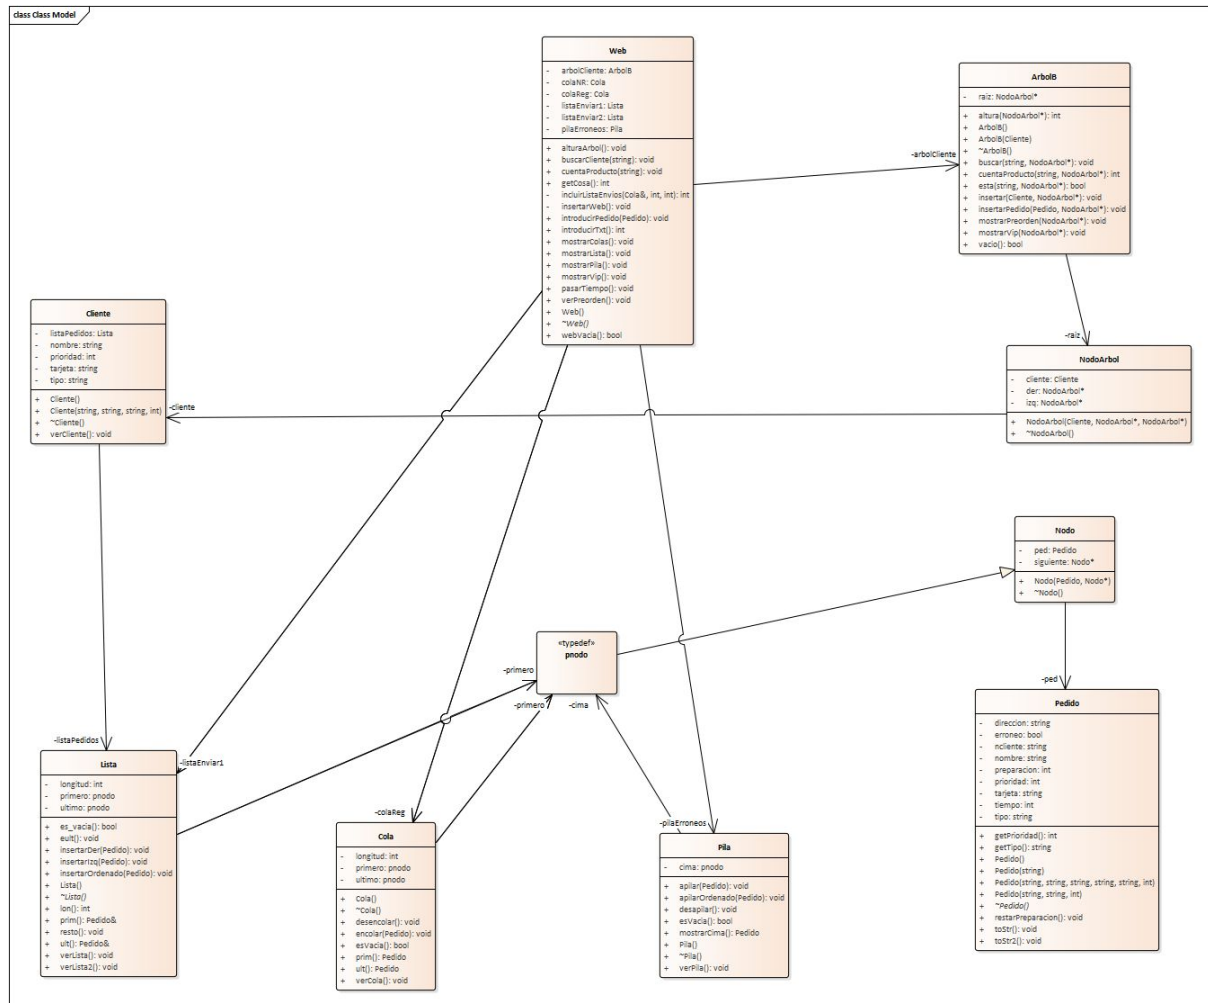 class Class Model
Web
- arbolCliente: ArbolB
- colaNR: Cola
- colaReg: Cola
- listaEnviar1: Lista
- listaEnviar2: Lista
- pilaErroneos: Pila
+ alturaArbol(): void
+ buscarCliente(string): void
+ cuentaProducto(string): void
+ getCosa(): int
- incluirListaEnvios(Cola&, int, int): int
- insertarWeb(): void
+ introducirPedido(Pedido): void
+ introducirTxt(): int
+ mostrarColas(): void
+ mostrarLista(): void
+ mostrarPila(): void
+ mostrarVip(): void
+ pasarTiempo(): void
+ verPreorden(): void
+ Web()
+ ~Web()
+ webVacia(): bool
ArbolB
- raiz: NodoArbol*
+ altura(NodoArbol*): int
+ ArbolB()
+ ArbolB(Cliente)
+ ~ArbolB()
+ buscar(string, NodoArbol*): void
+ cuentaProducto(string, NodoArbol*): int
+ esta(string, NodoArbol*): bool
+ insertar(Cliente, NodoArbol*): void
+ insertarPedido(Pedido, NodoArbol*): void
+ mostrarPreorden(NodoArbol*): void
+ mostrarVip(NodoArbol*): void
+ vacio(): bool
-arbolCliente
-raiz
Cliente
- listaPedidos: Lista
- nombre: string
- prioridad: int
- tarjeta: string
- tipo: string
+ Cliente()
+ Cliente(string, string, string, int)
+ ~Cliente()
+ verCliente(): void
-cliente
NodoArbol
- cliente: Cliente
- der: NodoArbol*
- izq: NodoArbol*
+ NodoArbol(Cliente, NodoArbol*, NodoArbol*)
+ ~NodoArbol()
Nodo
- ped: Pedido
- siguiente: Nodo*
+ Nodo(Pedido, Nodo*)
+ ~Nodo()
«typedef»
pnodo
-primero
-primero
-cima
-ped
-listaPedidos
-listaEnviar1
-colaReg
-pilaErroneos
Lista
- longitud: int
- primero: pnodo
- ultimo: pnodo
+ es_vacia(): bool
+ eult(): void
+ insertarDer(Pedido): void
+ insertarIzq(Pedido): void
+ insertarOrdenado(Pedido): void
+ Lista()
+ ~Lista()
+ lon(): int
+ prim(): Pedido&
+ resto(): void
+ ult(): Pedido&
+ verLista(): void
+ verLista2(): void
Cola
- longitud: int
- primero: pnodo
- ultimo: pnodo
+ Cola()
+ ~Cola()
+ desencolar(): void
+ encolar(Pedido): void
+ esVacia(): bool
+ prim(): Pedido
+ ult(): Pedido
+ verCola(): void
Pila
- cima: pnodo
+ apilar(Pedido): void
+ apilarOrdenado(Pedido): void
+ desapilar(): void
+ esVacia(): bool
+ mostrarCima(): Pedido
+ Pila()
+ ~Pila()
+ verPila(): void
Pedido
- direccion: string
- erroneo: bool
- ncliente: string
- nombre: string
- preparacion: int
- prioridad: int
- tarjeta: string
- tiempo: int
- tipo: string
+ getPrioridad(): int
+ getTipo(): string
+ Pedido()
+ Pedido(string)
+ Pedido(string, string, string, string, string, int)
+ Pedido(string, string, int)
+ ~Pedido()
+ restarPreparacion(): void
+ toStr(): void
+ toStr2(): void